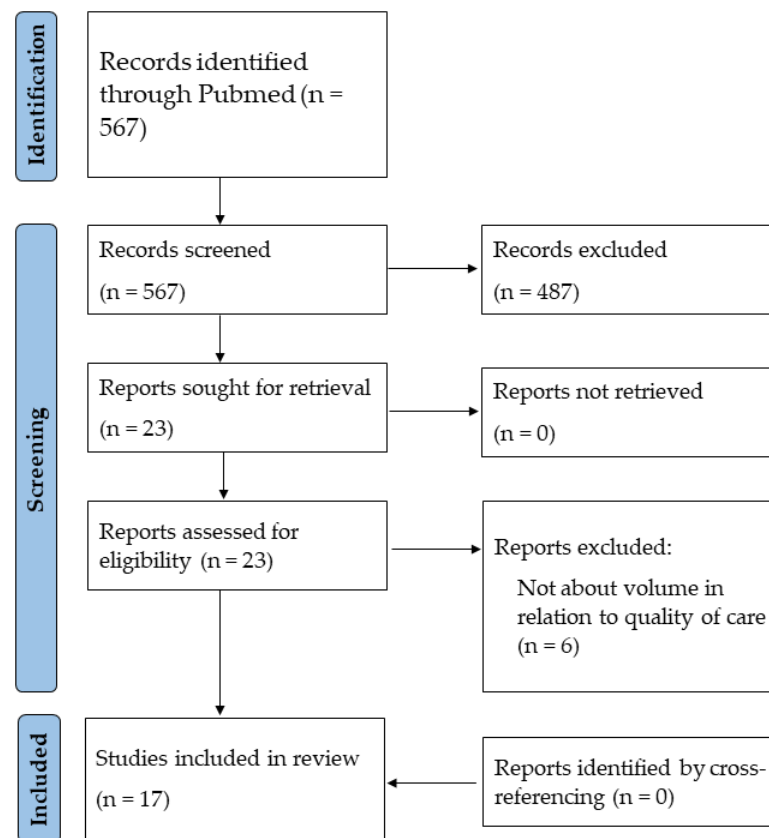 Identification
Records identified
through Pubmed (n =
567)
Screening
Records screened
(n = 567)
Records excluded
(n = 487)
Reports sought for retrieval
(n = 23)
Reports not retrieved
(n = 0)
Reports assessed for
eligibility (n = 23)
Reports excluded:
Not about volume in
relation to quality of care
(n = 6)
Included
Studies included in review
(n = 17)
Reports identified by cross-
referencing (n = 0)